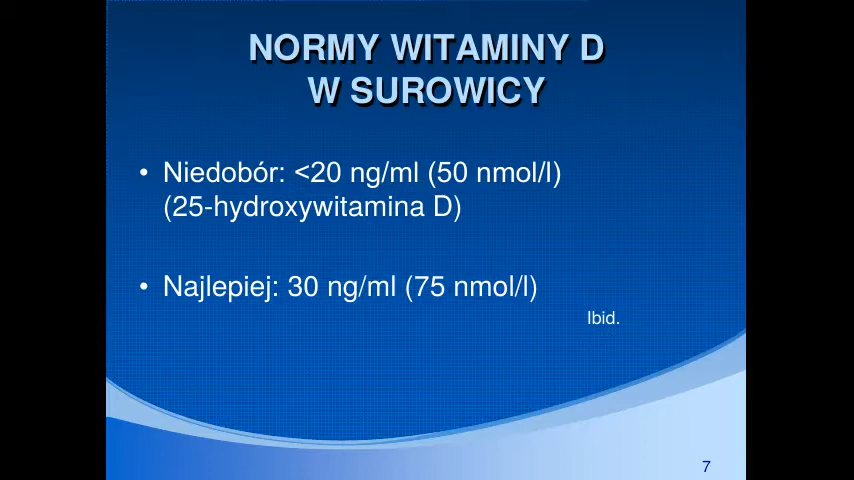 NORMY WITAMINY D
W SUROWICY
• Niedobór: <20 ng/ml (50 nmol/l)
(25-hydroxywitamina D)
• Najlepiej: 30 ng/ml (75 nmol/l)
Ibid.
7